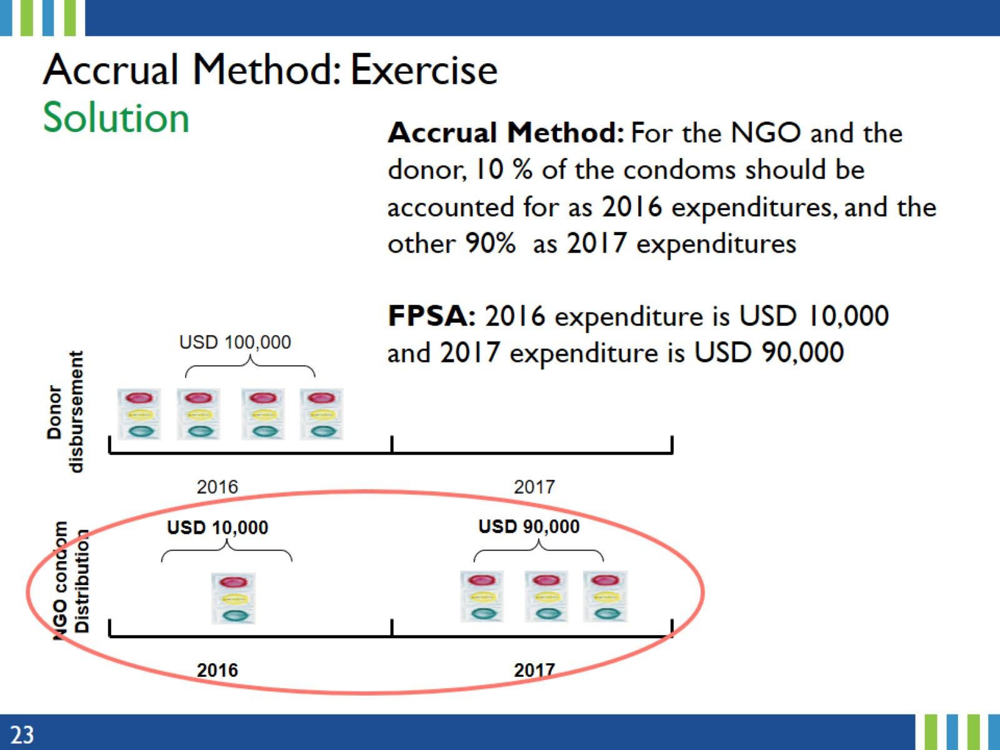 Accrual Method: Exercise
Solution
Accrual Method: For the NGO and the
donor, 10 % of the condoms should be
accounted for as 2016 expenditures, and the
other 90%  as 2017 expenditures
FPSA: 2016 expenditure is USD 10,000
and 2017 expenditure is USD 90,000
USD 100,000
Donor
disbursement
2016
2017
USD 10,000
USD 90,000
NGO condom
Distribution
2016
2017
23